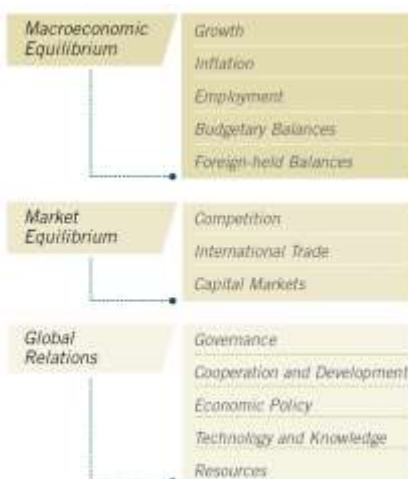 Macroeconomic
Equilibrium
Growth
Inflation
Employment
Budgetary Balances
Foreign-held Balances
Market
Equilibrium
Competition
International Trade
Capital Markets
Global
Relations
Governance
Cooperation and Development
Economic Policy
Technology and Knowledge
Resources